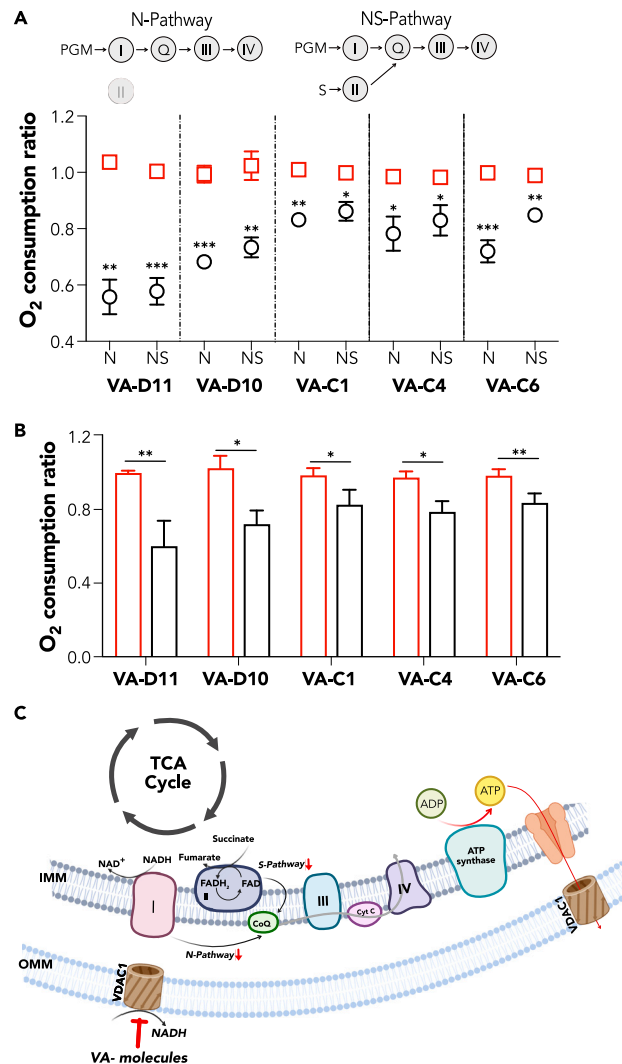 A
N-Pathway
NS-Pathway
PGM I Q III IV
PGM I Q III IV
II
S II
O2 consumption ratio
1.2
1.0
0.8
0.6
0.4
** *** *** ** ** * * * *** **
N NS N NS N NS N NS N NS
VA-D11 VA-D10 VA-C1 VA-C4 VA-C6
B
O2 consumption ratio
1.2
0.8
0.4
0.0
** * * * **
VA-D11 VA-D10 VA-C1 VA-C4 VA-C6
C
TCA
Cycle
ADP
ATP
Succinate
Fumarate
NAD+
NADH
S-Pathway
IMM
I
FADH2
FAD
II
CoQ
III
Cyt C
IV
ATP
synthase
VDAC1
N-Pathway
OMM
VDAC1
NADH
VA- molecules